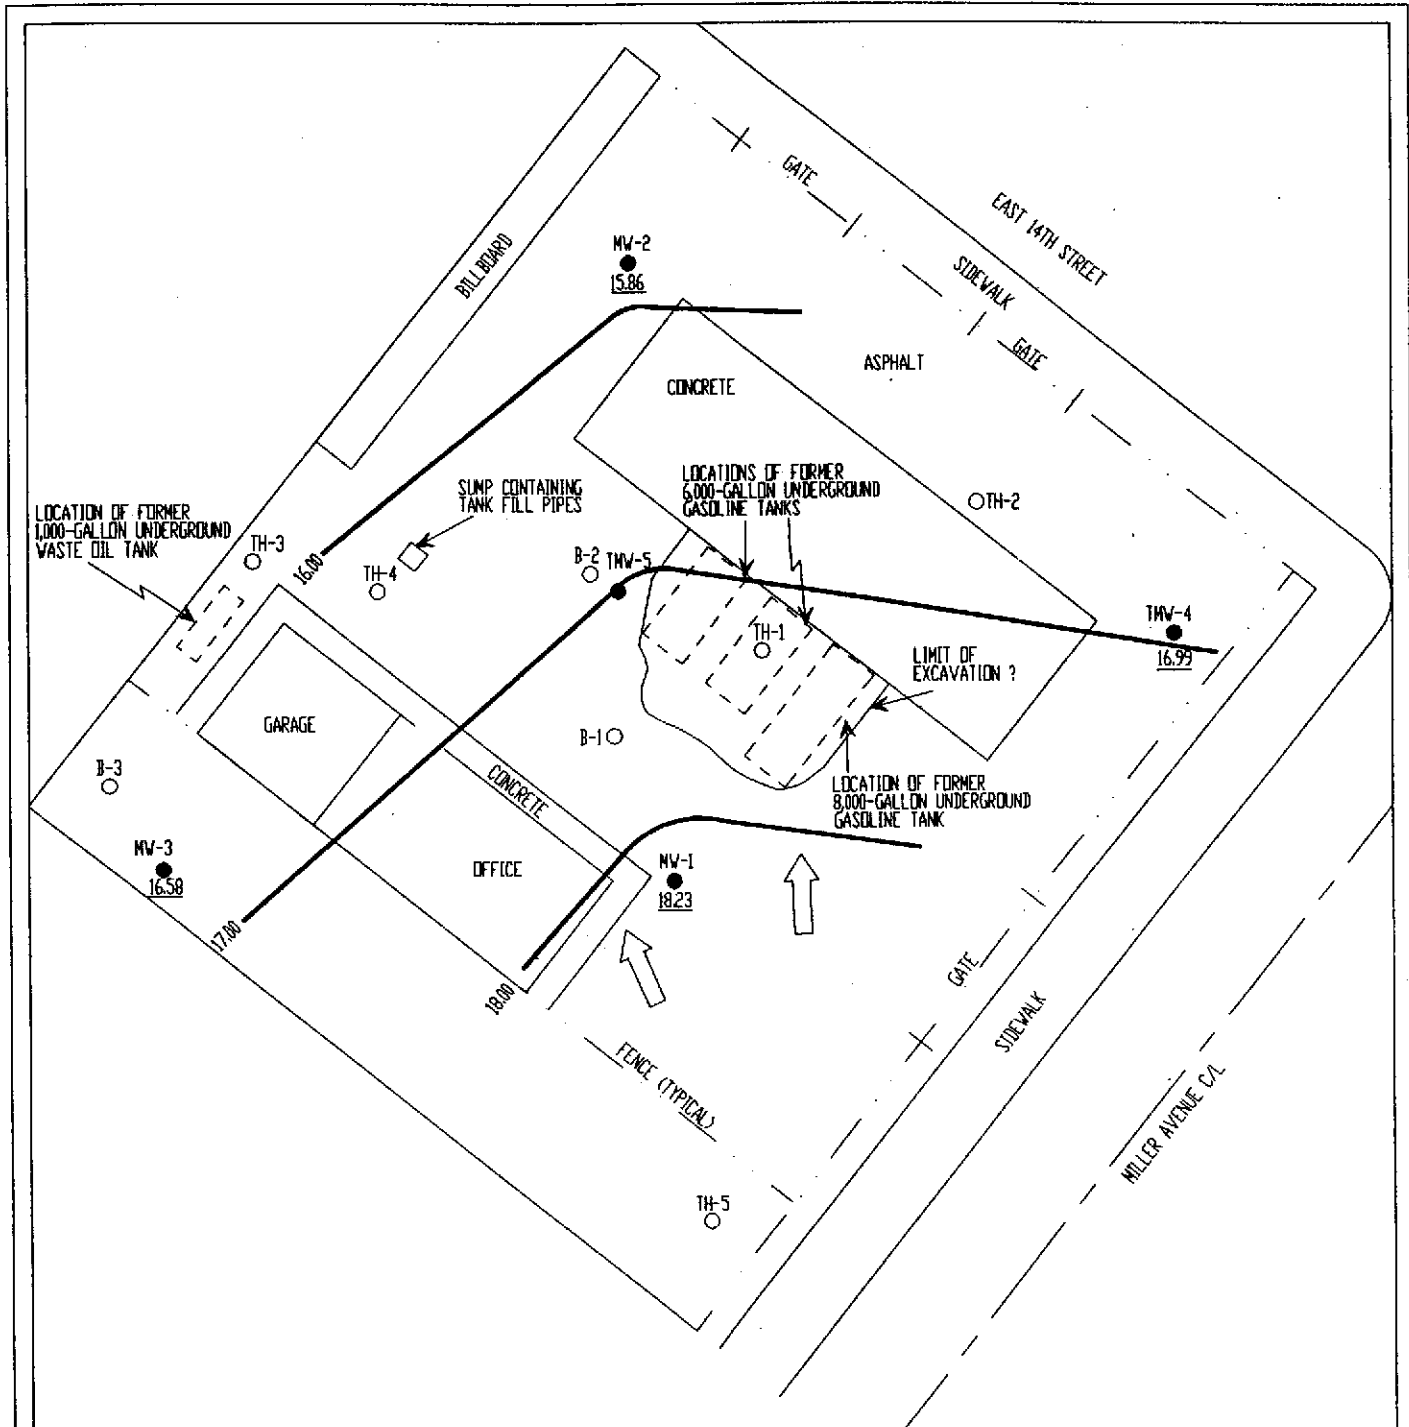 GATE
EAST 14TH STREET
SIDEWALK
MW-2
15.86
BILLBOARD
GATE
ASPHALT
CONCRETE
LOCATIONS OF FORMER
6,000-GALLON UNDERGROUND
GASOLINE TANKS
SUMP CONTAINING
TANK FILL PIPES
TH-2
LOCATION OF FORMER
1,000-GALLON UNDERGROUND
WASTE OIL TANK
TH-3
16.00
TH-4
B-2
TMW-5
TMW-4
16.99
TH-1
LIMIT OF
EXCAVATION ?
GARAGE
B-1
B-3
CONCRETE
LOCATION OF FORMER
8,000-GALLON UNDERGROUND
GASOLINE TANK
MW-3
16.58
OFFICE
MW-1
18.23
17.00
18.00
GATE
SIDEWALK
FENCE (TYPICAL)
MILLER AVENUE C/L
TH-5